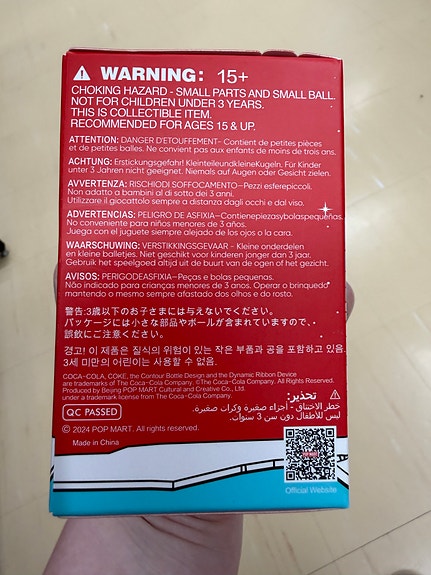 WARNING: 15+
CHOKING HAZARD - SMALL PARTS AND SMALL BALL.
NOT FOR CHILDREN UNDER 3 YEARS.
THIS IS COLLECTIBLE ITEM.
RECOMMENDED FOR AGES 15 & UP.
ATTENTION: DANGER D'ETOUFFEMENT- Contient de petites pièces
et de petites balles. Ne convient pas aux enfants de moins de trois ans.
ACHTUNG: Erstickungsgefahr! KleinteileundkleineKugeln. Für Kinder
unter 3 Jahren nicht geeignet. Niemals auf Augen oder Gesicht zielen.
AVVERTENZA: RISCHIODI SOFFOCAMENTO-Pezzi esferepiccoli.
Non adatto a bambini al di sotto dei 3 anni.
Utilizzare il giocattolo sempre a distanza dagli occhi e dal viso.
ADVERTENCIAS: PELIGRO DE ASFIXIA-Contienepiezasybolaspequeñas.
No conveniente para niños menores de 3 años.
Juega con el juguete siempre alejado de los ojos o la cara.
WAARSCHUWING: VERSTIKKINGSGEVAAR - Kleine onderdelen
en kleine balletjes. Niet geschikt voor kinderen jonger dan 3 jaar.
Gebruik het speelgoed altijd uit de buurt van de ogen of het gezicht.
AVISOS: PERIGODEASFIXIA-Peças e bolas pequenas.
Não indicado para crianças menores de 3 anos. Operar o brinquedo
mantendo o mesmo sempre afastado dos olhos e do rosto.
警告:3歳以下のお子さまには与えないでください。
パッケージには小さな部品やボールが含まれていますので、
誤飲にご注意ください。
경고! 이 제품은 질식의 위험이 있는 작은 부품과 공을 포함하고 있음.
3세 미만의 어린이는 사용할 수 없음.
COCA-COLA, COKE, the Contour Bottle Design and the Dynamic Ribbon Device
are trademarks of The Coca-Cola Company. ©The Coca-Cola Company. All Rights Reserved.
Produced by Beijing POP MART Cultural and Creative Co., Ltd.
under a trademark license from The Coca-Cola Company.
تحذير:
خطر الاختناق - أجزاء صغيرة وكرات صغيرة.
ليس للأطفال دون سن 3 سنوات.
QC PASSED
© 2024 POP MART. All rights reserved.
Made in China
Official Website